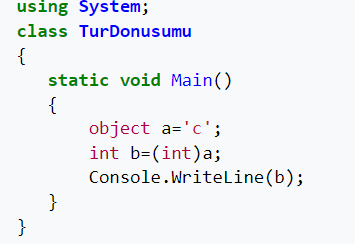 using System;
class TurDonusumu
{
   static void Main()
   {
      object a='c';
      int b=(int)a;
      Console.WriteLine(b);
   }
}